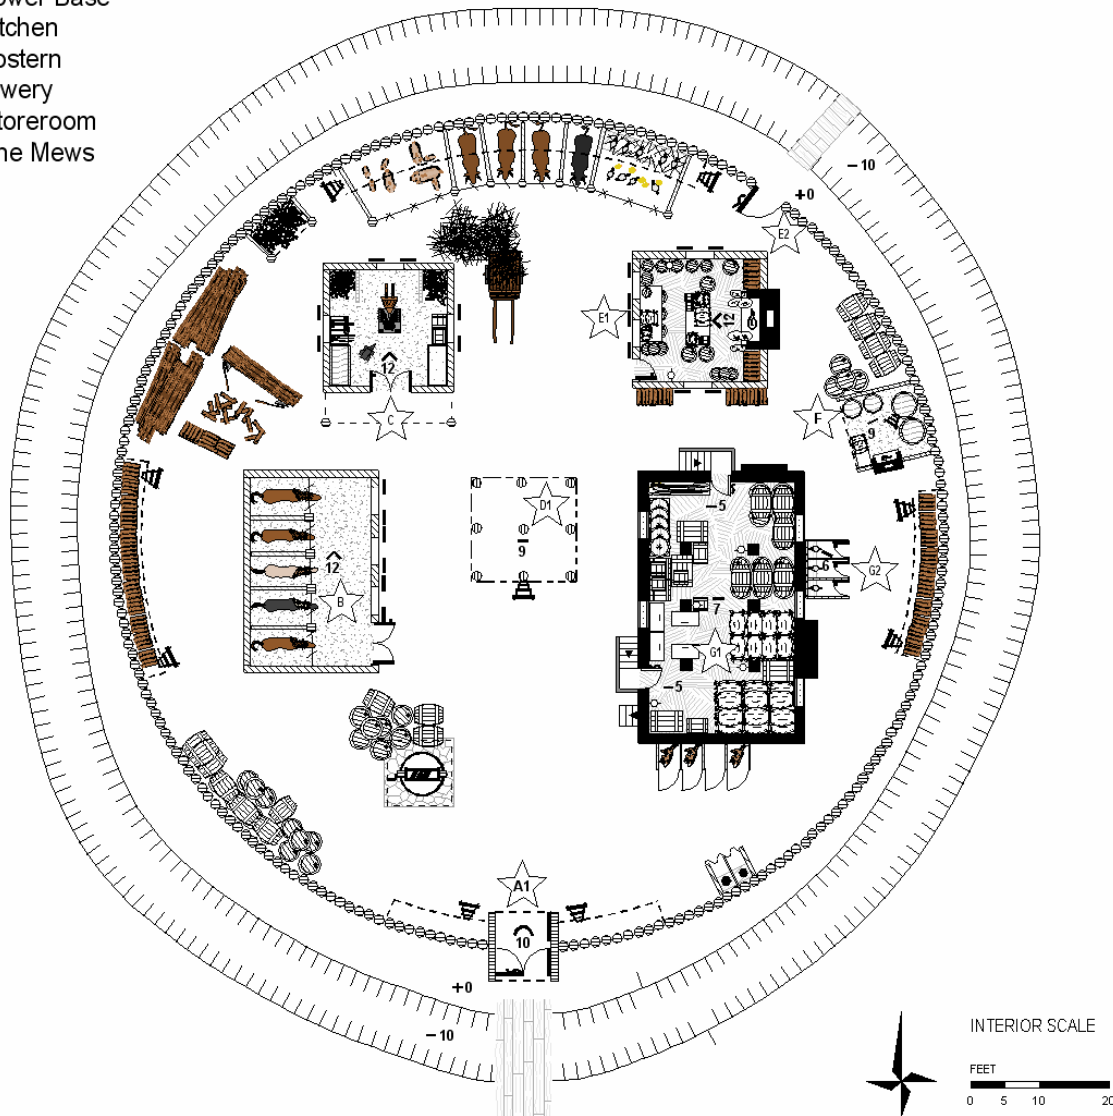 ower Base
tchen
ostern
wery
toreroom
he Mews
-10
+0
E2
E1
12
12
C
F
9
D1
9
-5
6
G2
12
B
7
G1
-5
A1
10
+0
-10
INTERIOR SCALE
FEET
0 5 10 20